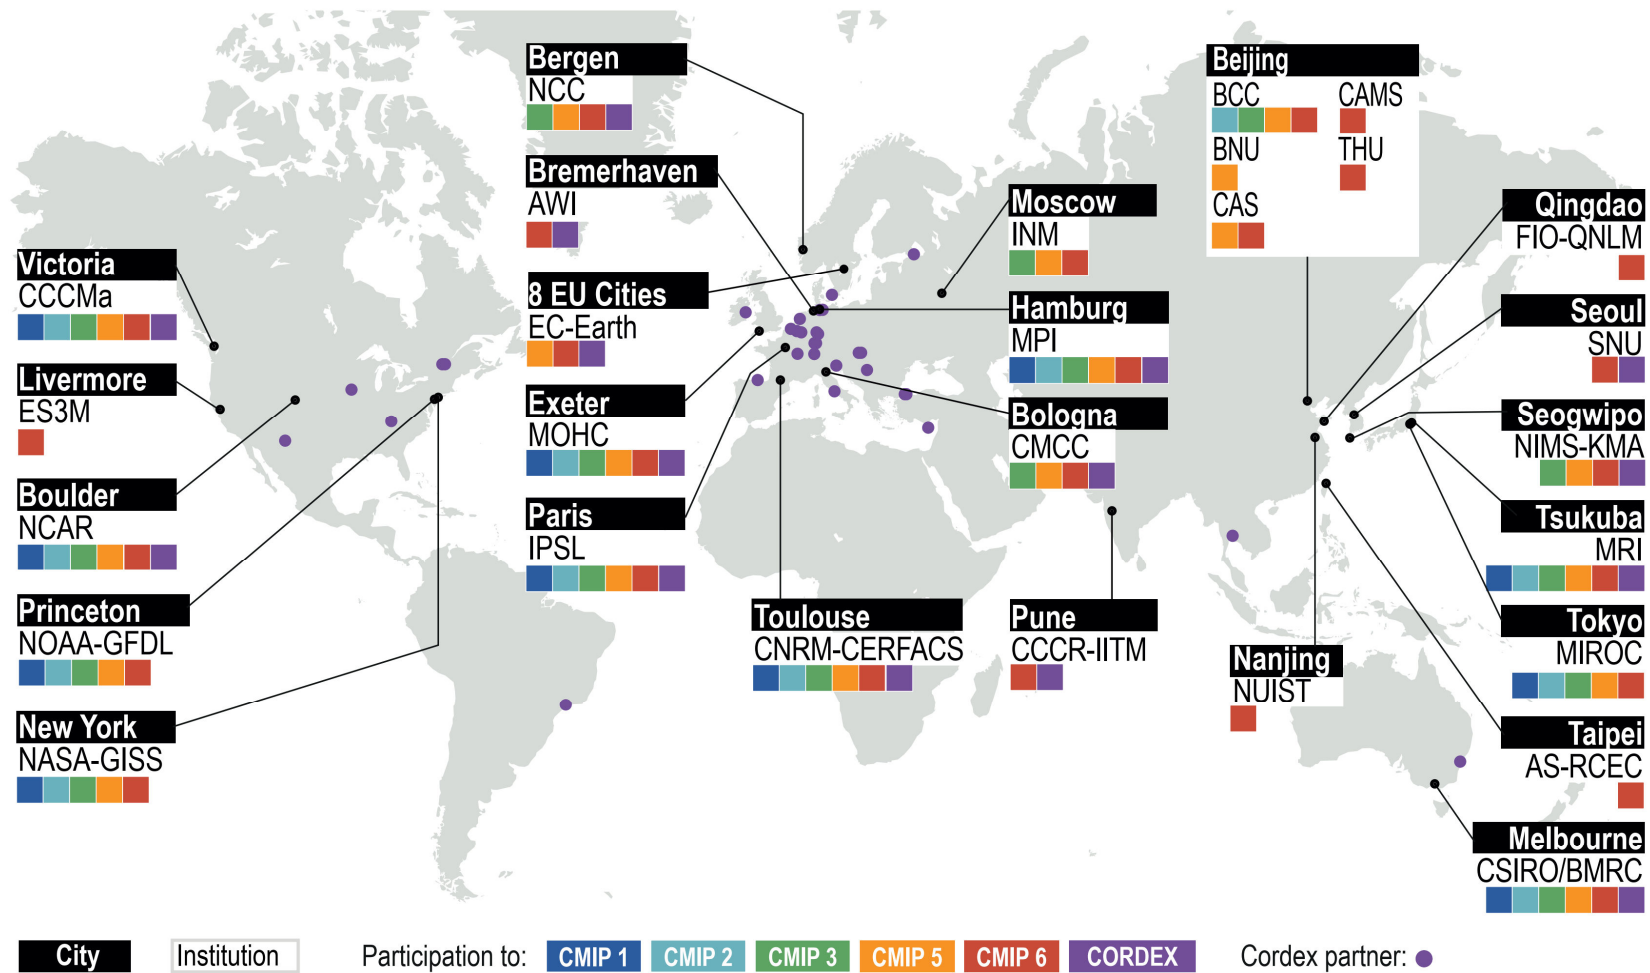 Bergen
NCC
Bremerhaven
AWI
8 EU Cities
EC-Earth
Exeter
MOHC
Paris
IPSL
Victoria
CCCMa
Livermore
ES3M
Boulder
NCAR
Princeton
NOAA-GFDL
New York
NASA-GISS
Toulouse
CNRM-CERFACS
Moscow
INM
Hamburg
MPI
Bologna
CMCC
Pune
CCCR-IITM
Beijing
BCC CAMS
BNU THU
CAS
Nanjing
NUIST
Qingdao
FIO-QNLM
Seoul
SNU
Seogwipo
NIMS-KMA
Tsukuba
MRI
Tokyo
MIROC
Taipei
AS-RCEC
Melbourne
CSIRO/BMRC
City Institution Participation to: CMIP 1 CMIP 2 CMIP 3 CMIP 5 CMIP 6 CORDEX Cordex partner: